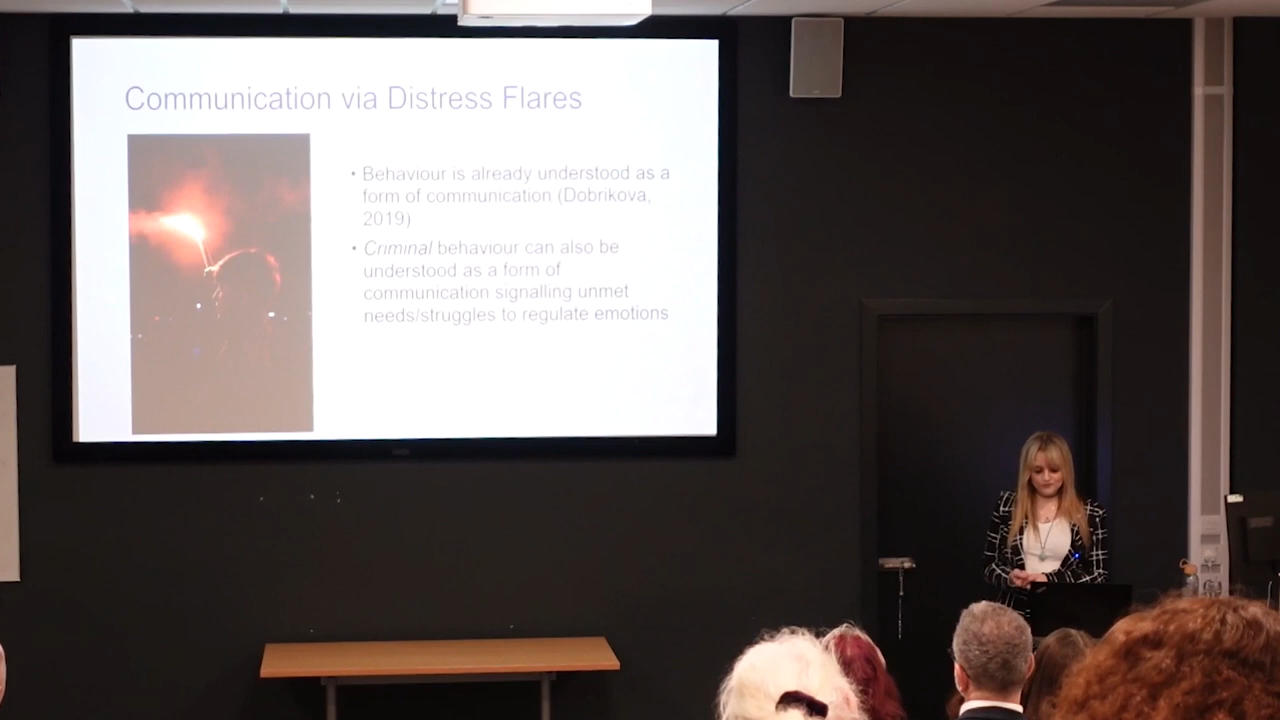 Communication via Distress Flares
• Behaviour is already understood as a
form of communication (Dobrikova,
2019)
• Criminal behaviour can also be
understood as a form of
communication signalling unmet
needs/struggles to regulate emotions